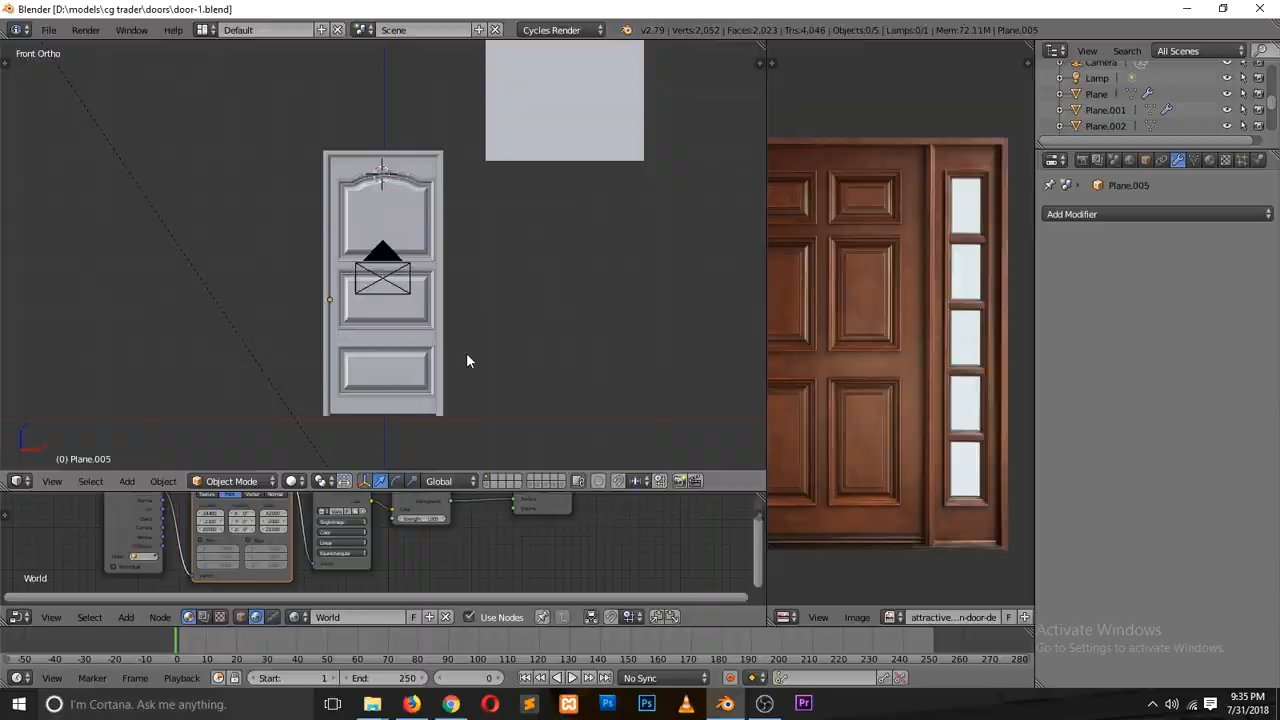 Blender [D:\models\cg trader\doors\door-1.blend]
File Render Window Help Default Scene Cycles Render v2.79 | Verts:2,052 | Faces:2,023 | Tris:4,046 | Objects:0/5 | Lamps:0/1 | Mem:72.11M | Plane.005
View Search All Scenes
Front Ortho
Camera
Lamp
Plane
Plane.001
Plane.002
Plane.005
Add Modifier
(0) Plane.005
View Select Add Object Object Mode Global
World
View Select Add Node World F Use Nodes
View Image attractive...n-door-de F
Activate Windows
Go to Settings to activate Windows.
-50 -40 -30 -20 -10 0 10 20 30 40 50 60 70 80 90 100 110 120 130 140 150 160 170 180 190 200 210 220 230 240 250 260 270 280
View Marker Frame Playback Start: 1 End: 250 0 No Sync
I'm Cortana. Ask me anything.
9:35 PM
7/31/2018